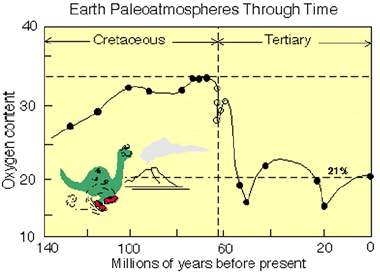 Earth Paleoatmospheres Through Time
Cretaceous Tertiary
Oxygen content
40
30
20
10
21%
140 100 60 20 0
Millions of years before present